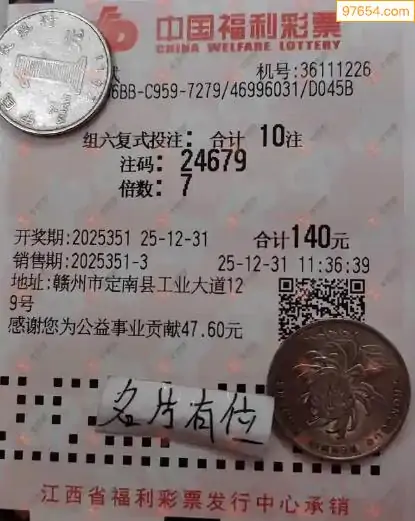 97654.com
中国福利彩票
CHINA WELFARE LOTTERY
机号:36111226
6BB-C959-7279/46996031/D045B
组六复式投注: 合计 10注
注码: 24679
倍数: 7
开奖期:2025351 25-12-31 合计140元
销售期:2025351-3 25-12-31 11:36:39
地址:赣州市定南县工业大道12
9号
感谢您为公益事业贡献47.60元
名片有位
江西省福利彩票发行中心承销